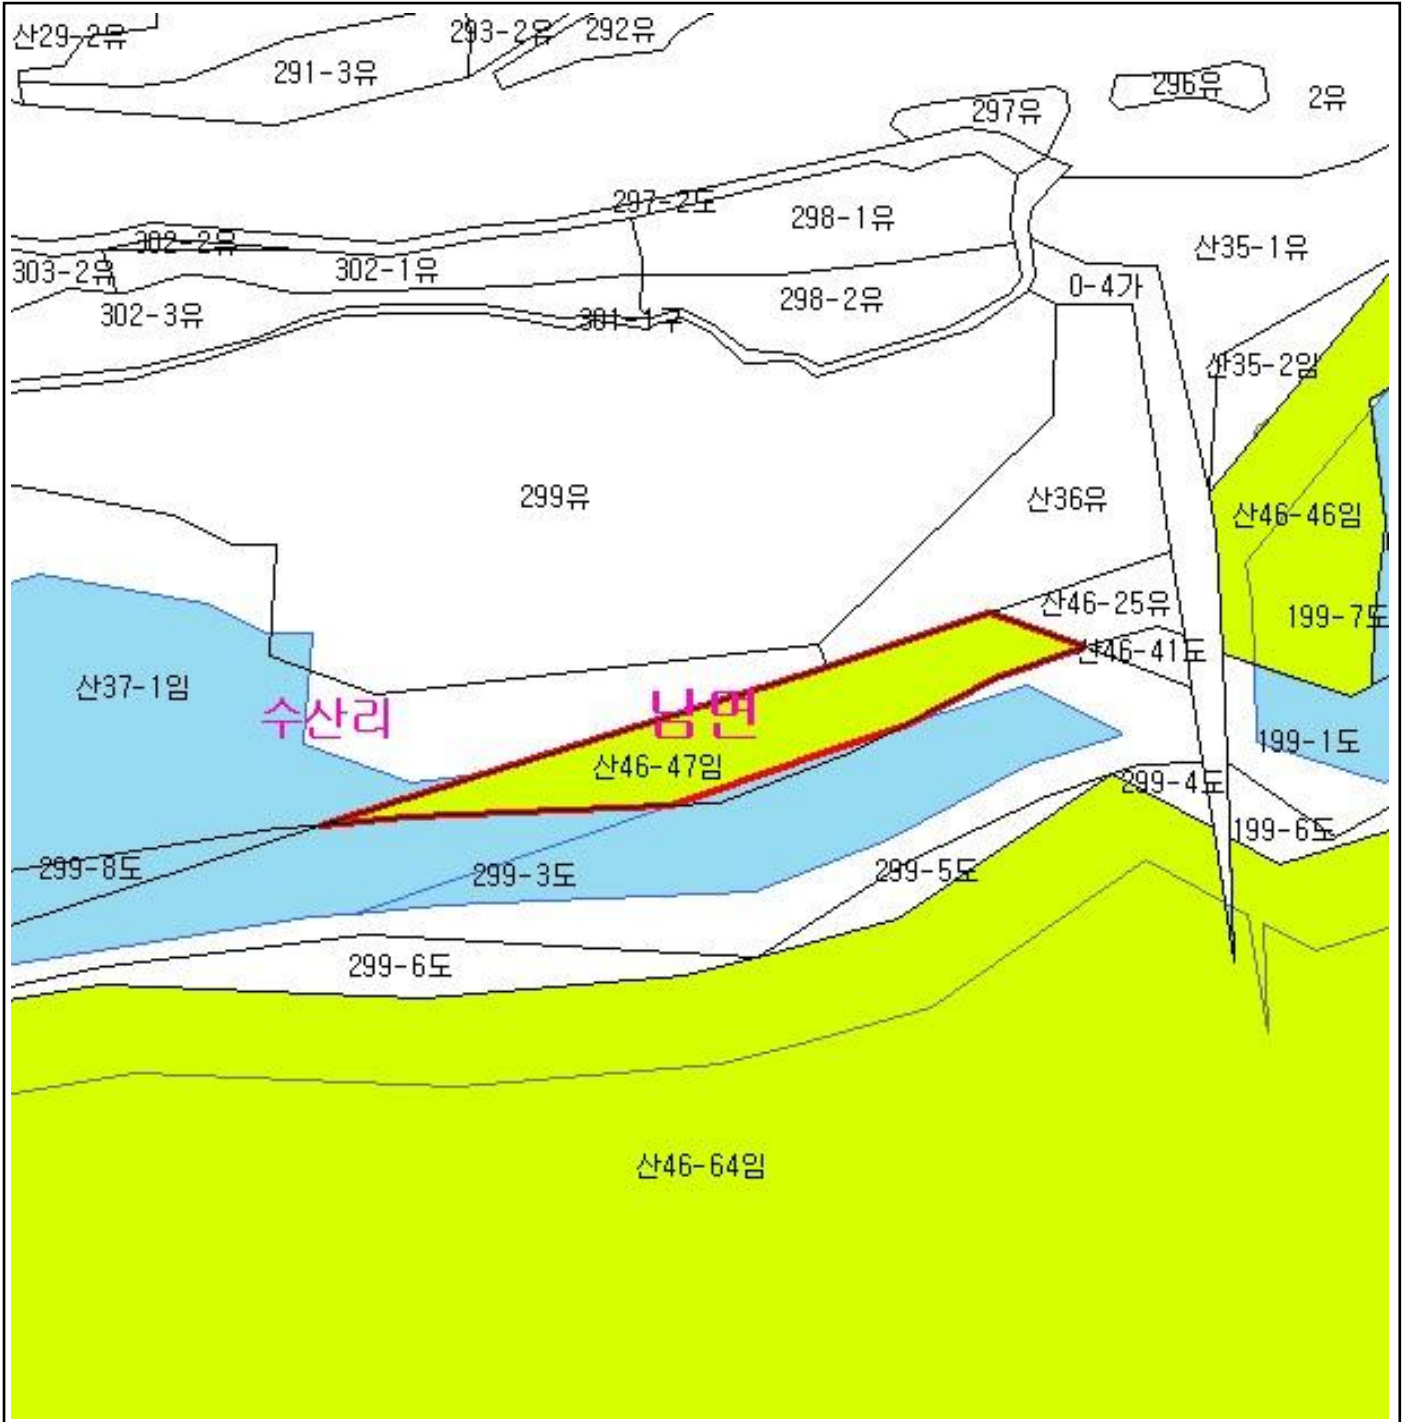 산29-2유
293-2유
292유
291-3유
296유
2유
297유
297-2도
298-1유
302-2유
산35-1유
303-2유
302-1유
0-4가
298-2유
302-3유
301-1구
산35-2임
299유
산36유
산46-46임
산46-25유
199-7도
산46-41도
산37-1임
수산리
남면
199-1도
산46-47임
299-4도
199-6도
299-8도
299-3도
299-5도
299-6도
산46-64임